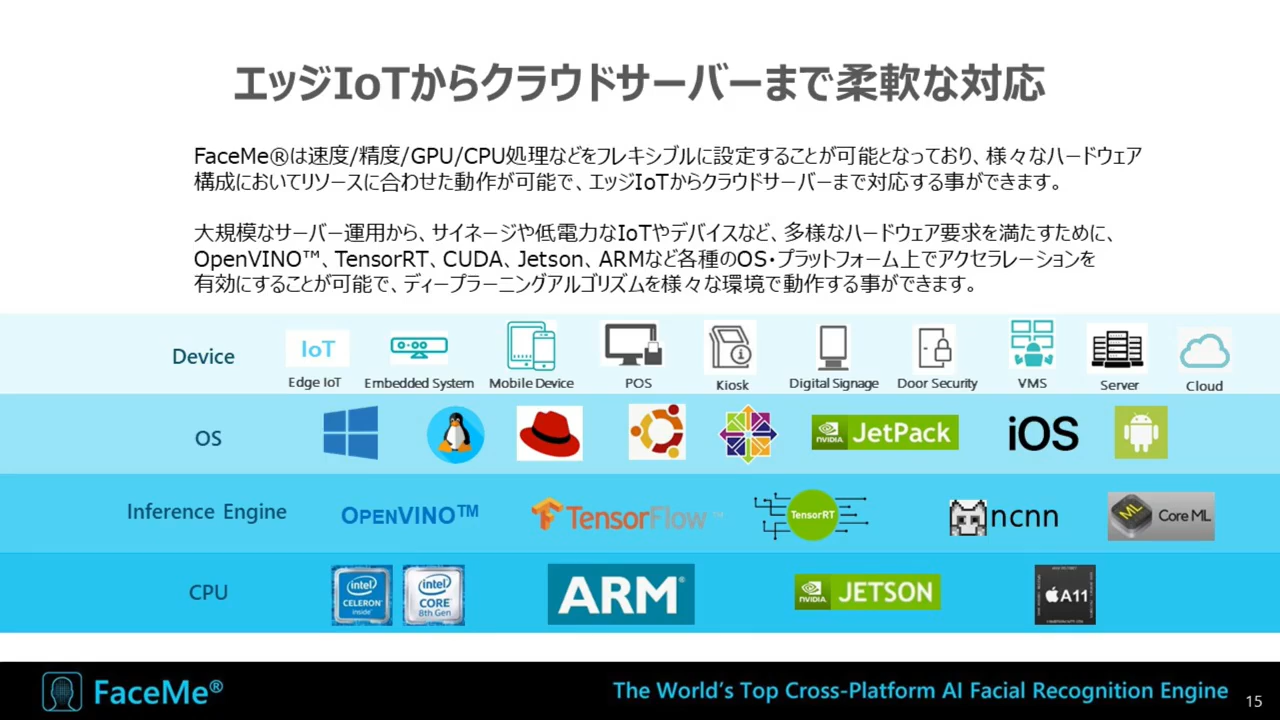 エッジIoTからクラウドサーバーまで柔軟な対応
FaceMe®は速度/精度/GPU/CPU処理などをフレキシブルに設定することが可能となっており、様々なハードウェア
構成においてリソースに合わせた動作が可能で、エッジIoTからクラウドサーバーまで対応する事ができます。
大規模なサーバー運用から、サイネージや低電力なIoTやデバイスなど、多様なハードウェア要求を満たすために、
OpenVINO™、TensorRT、CUDA、Jetson、ARMなど各種のOS・プラットフォーム上でアクセラレーションを
有効にすることが可能で、ディープラーニングアルゴリズムを様々な環境で動作する事ができます。
Device
IoT
Edge IoT Embedded System Mobile Device POS Kiosk Digital Signage Door Security VMS Server Cloud
OS
NVIDIA JetPack iOS
Inference Engine
OPENVINO™ TensorFlow™ TensorRT ncnn ML Core ML
CPU
intel CELERON inside™
intel CORE 8th Gen
ARM®
NVIDIA JETSON
A11
FaceMe®
The World's Top Cross-Platform AI Facial Recognition Engine
15